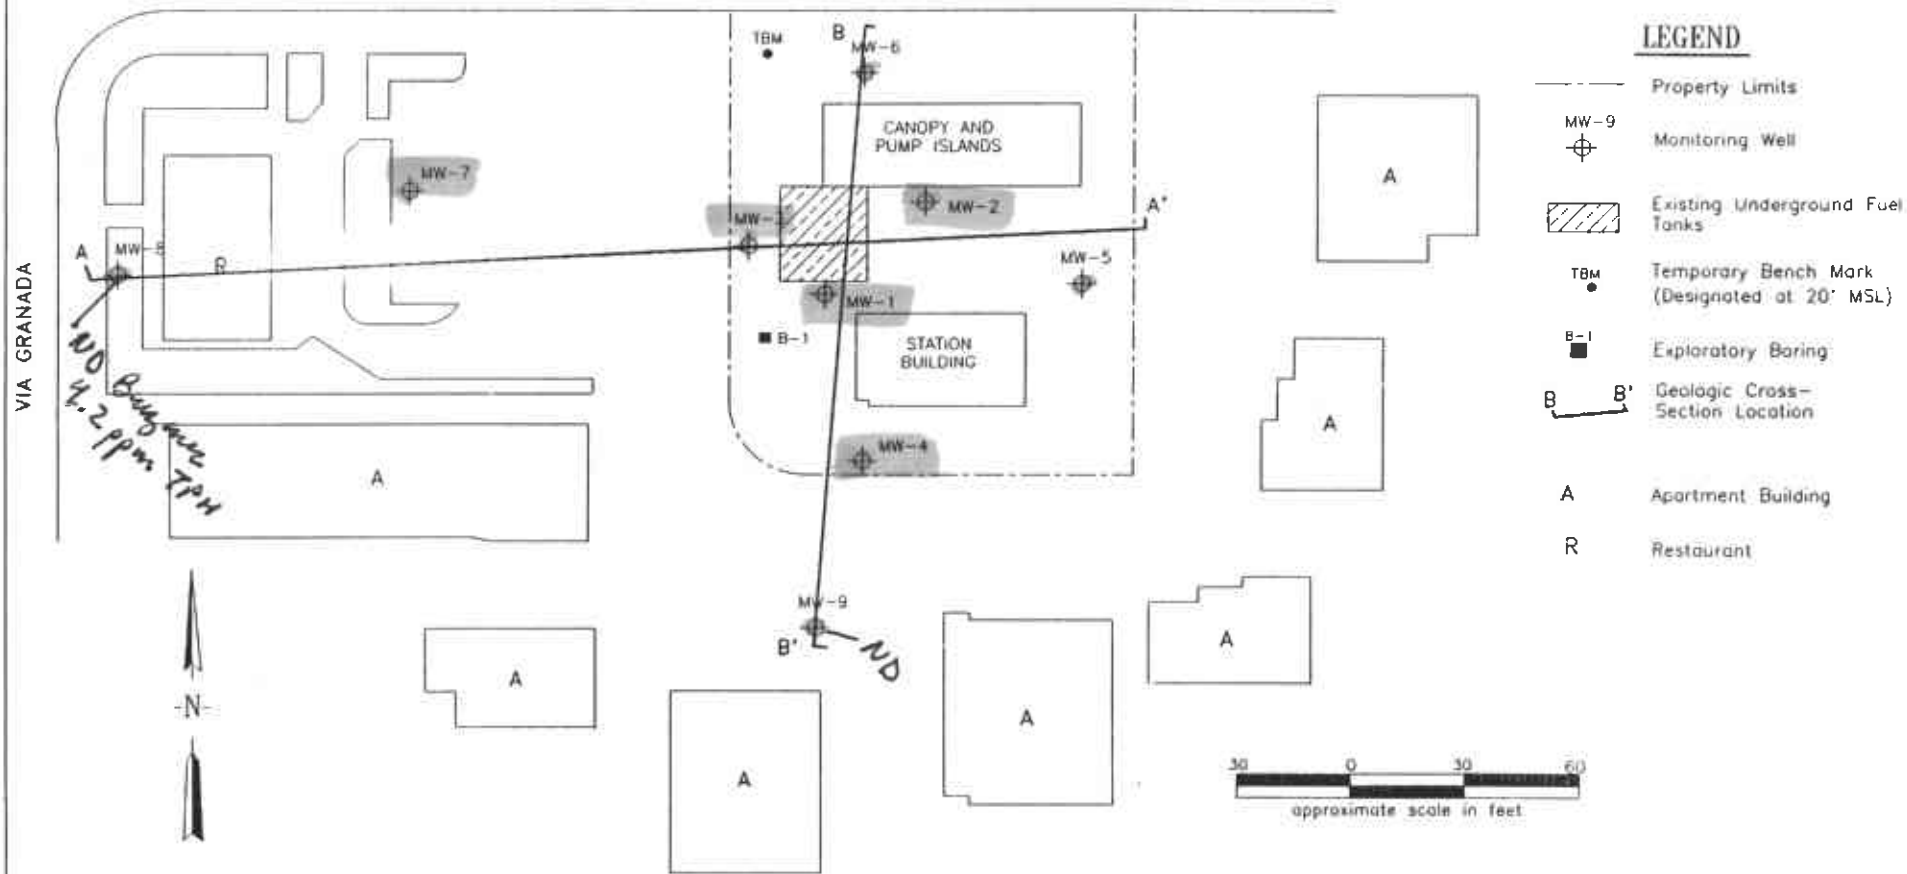 TBM
B
MW-6
CANOPY AND
PUMP ISLANDS
MW-7
MW-2
MW-3
A'
A
MW-8
R
MW-5
MW-1
VIA GRANADA
B-1
STATION
BUILDING
ND
4.2 ppm TPH
MW-4
A
MW-9
B'
ND
-N-
A
A
A
A
A
A
LEGEND
Property Limits
MW-9
Monitoring Well
Existing Underground Fuel
Tanks
TBM
Temporary Bench Mark
(Designated at 20' MSL)
B-1
Exploratory Boring
B B'
Geologic Cross-
Section Location
A
Apartment Building
R
Restaurant
30 0 30 60
approximate scale in feet